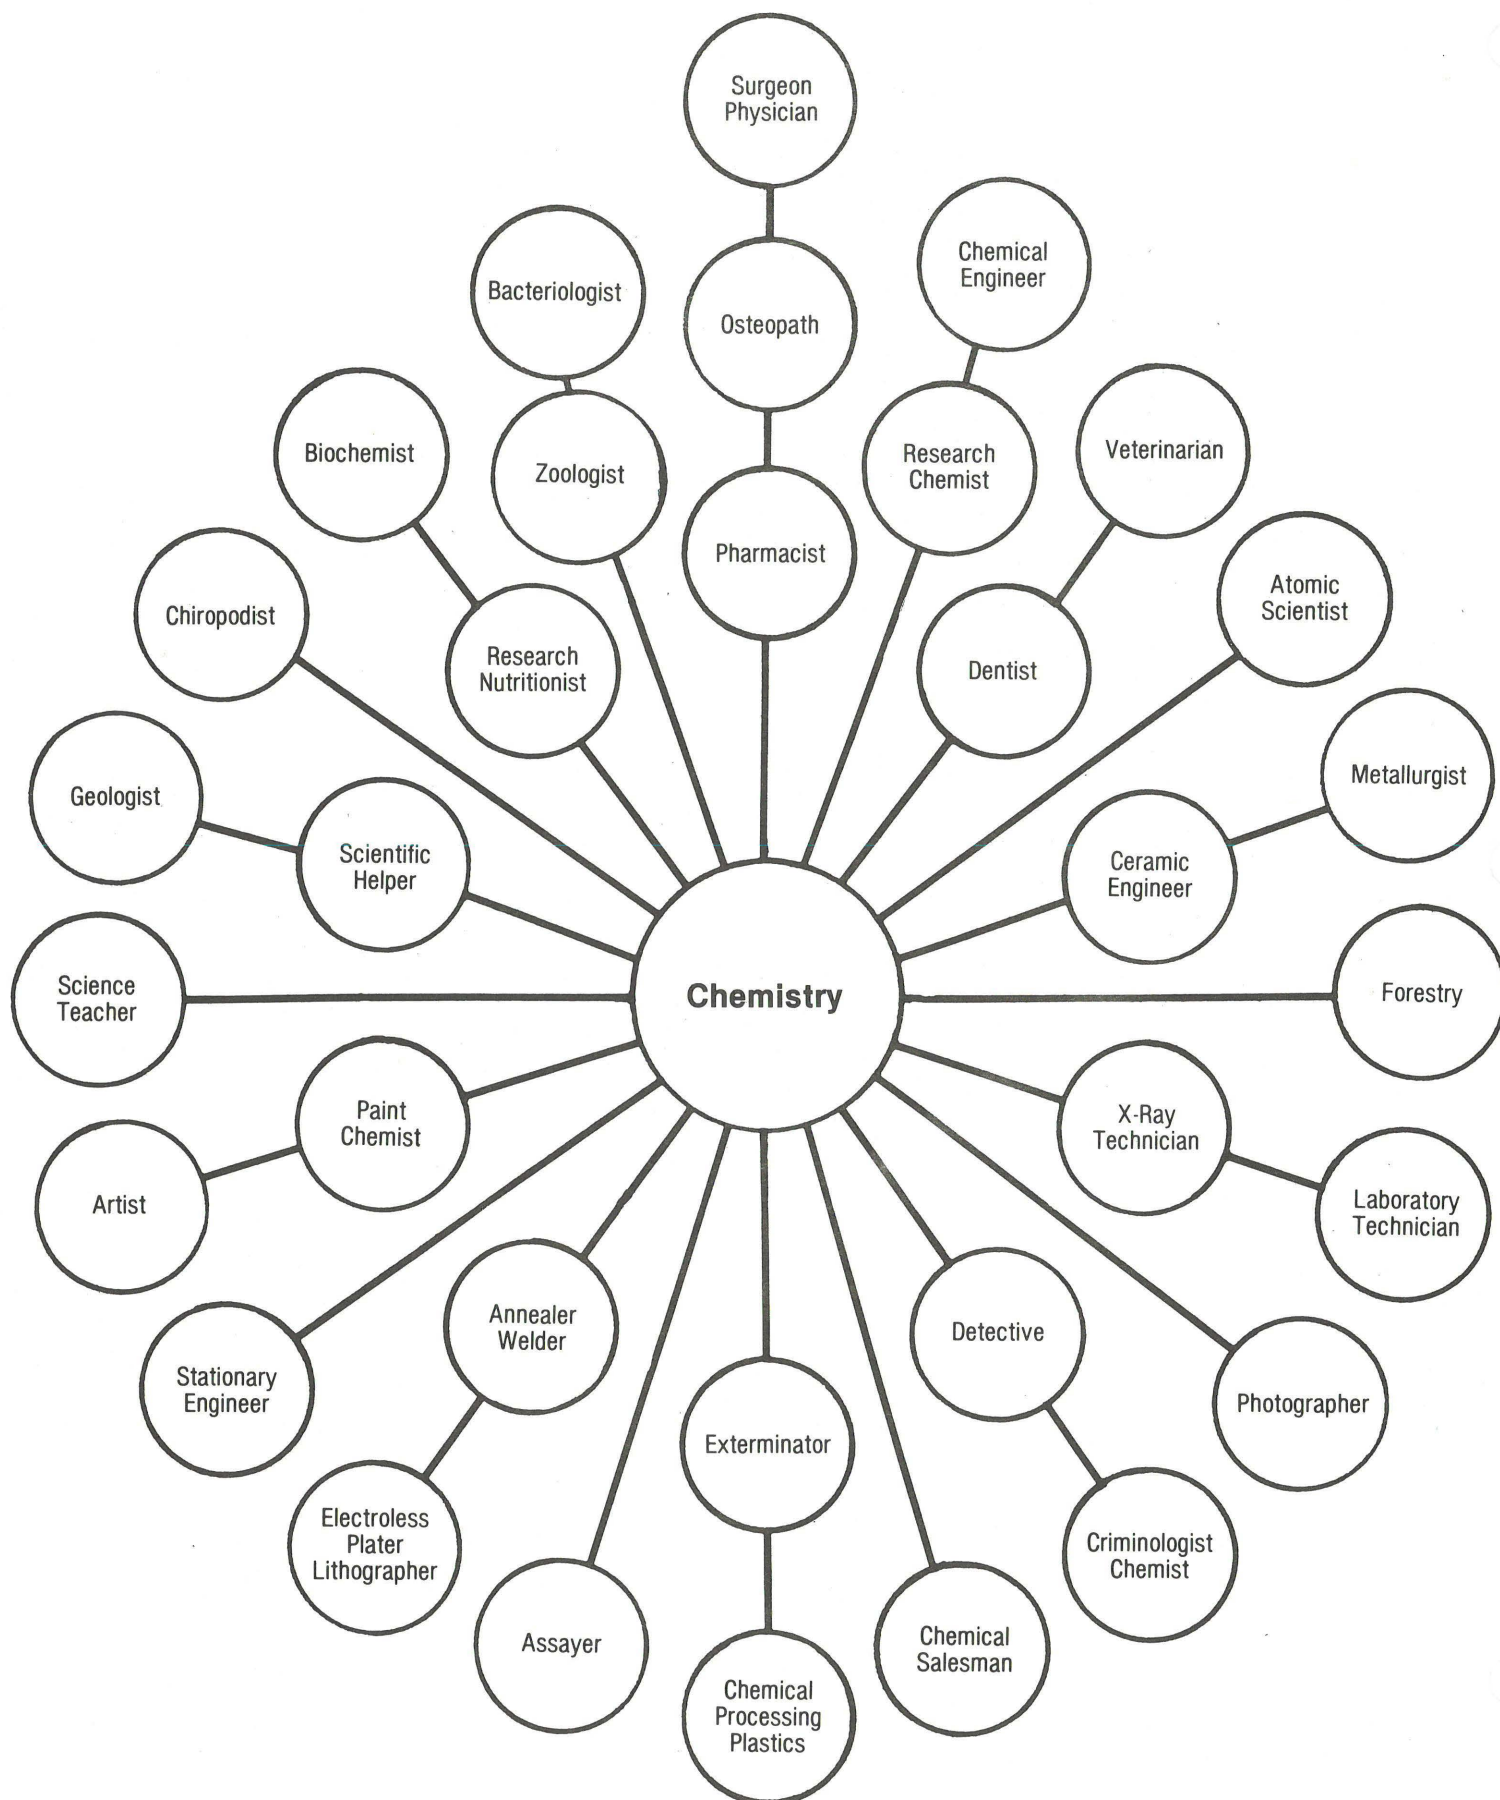 Surgeon
Physician
Chemical
Engineer
Bacteriologist
Osteopath
Biochemist
Zoologist
Research
Chemist
Veterinarian
Pharmacist
Atomic
Scientist
Chiropodist
Research
Nutritionist
Dentist
Geologist
Scientific
Helper
Ceramic
Engineer
Metallurgist
Science
Teacher
Chemistry
Forestry
Paint
Chemist
X-Ray
Technician
Artist
Laboratory
Technician
Stationary
Engineer
Annealer
Welder
Detective
Photographer
Exterminator
Electroless
Plater
Lithographer
Criminologist
Chemist
Assayer
Chemical
Salesman
Chemical
Processing
Plastics